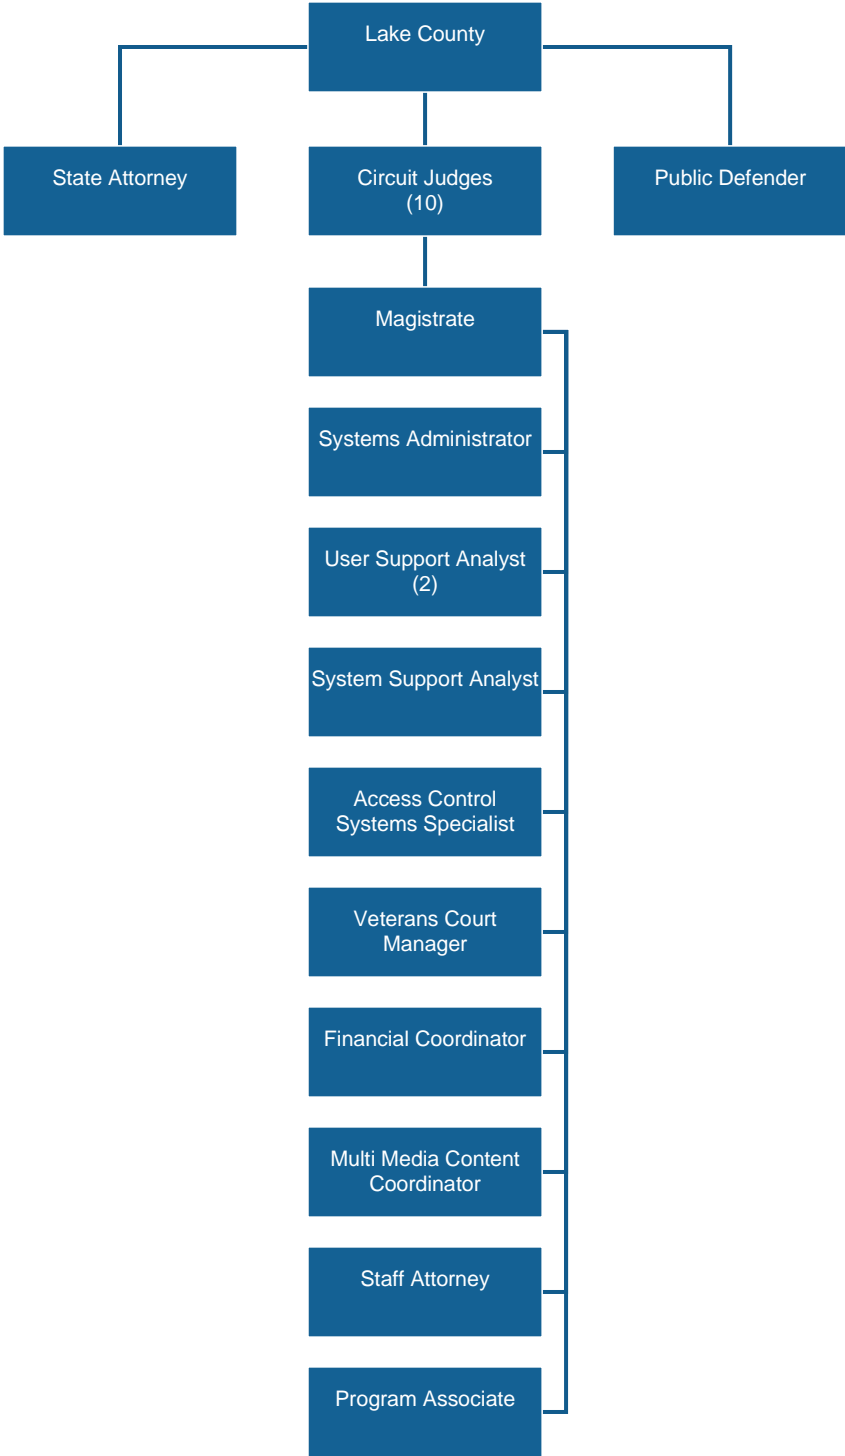 Lake County
State Attorney
Circuit Judges
(10)
Public Defender
Magistrate
Systems Administrator
User Support Analyst
(2)
System Support Analyst
Access Control
Systems Specialist
Veterans Court
Manager
Financial Coordinator
Multi Media Content
Coordinator
Staff Attorney
Program Associate